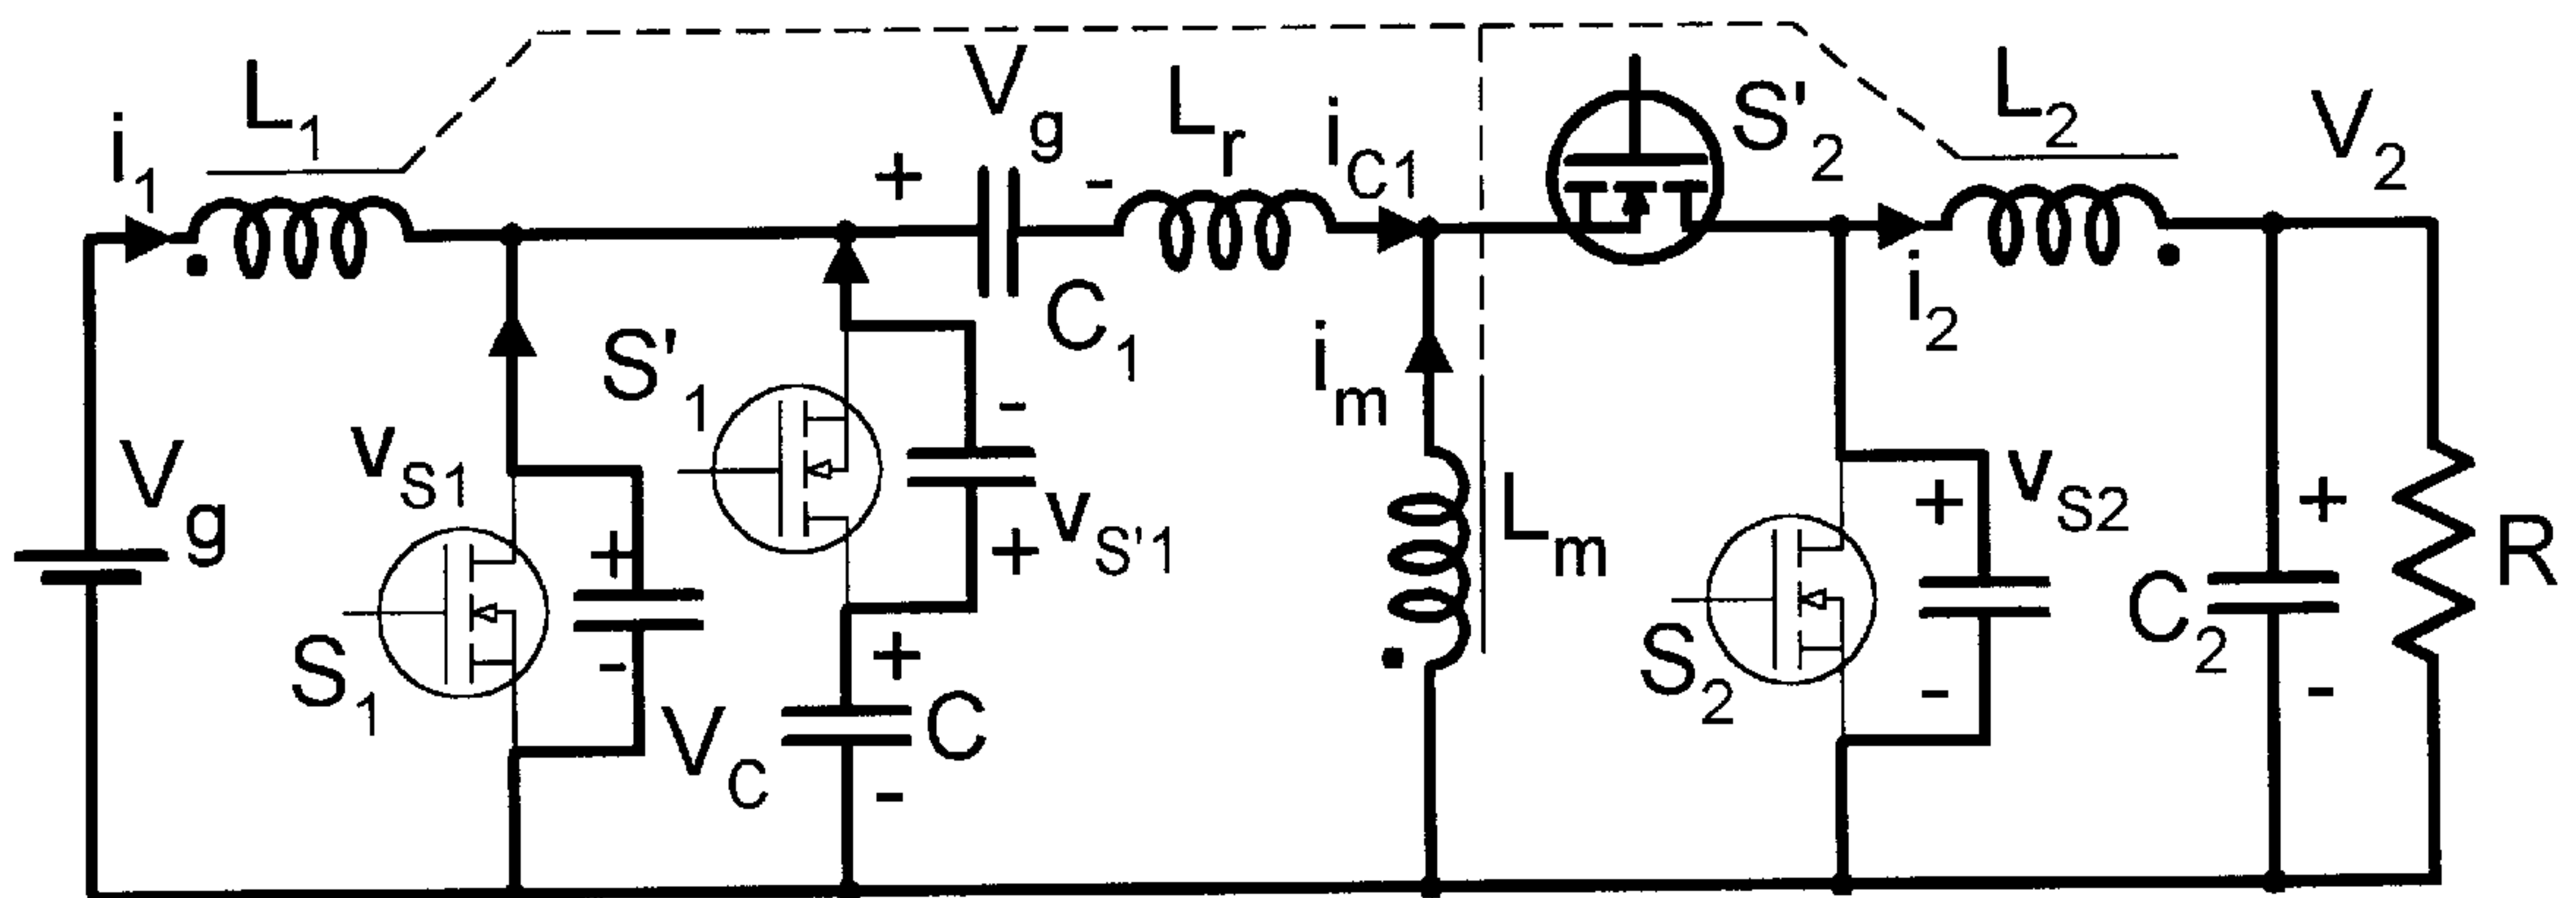 L1
i1
Vg
Lr
iC1
S'2
L2
V2
+
-
C1
i2
S'1
vS1
-
vS'1
+
im
Lm
vS2
+
Vg
+
-
S1
VC
+
C
-
S2
-
C2
+
-
R